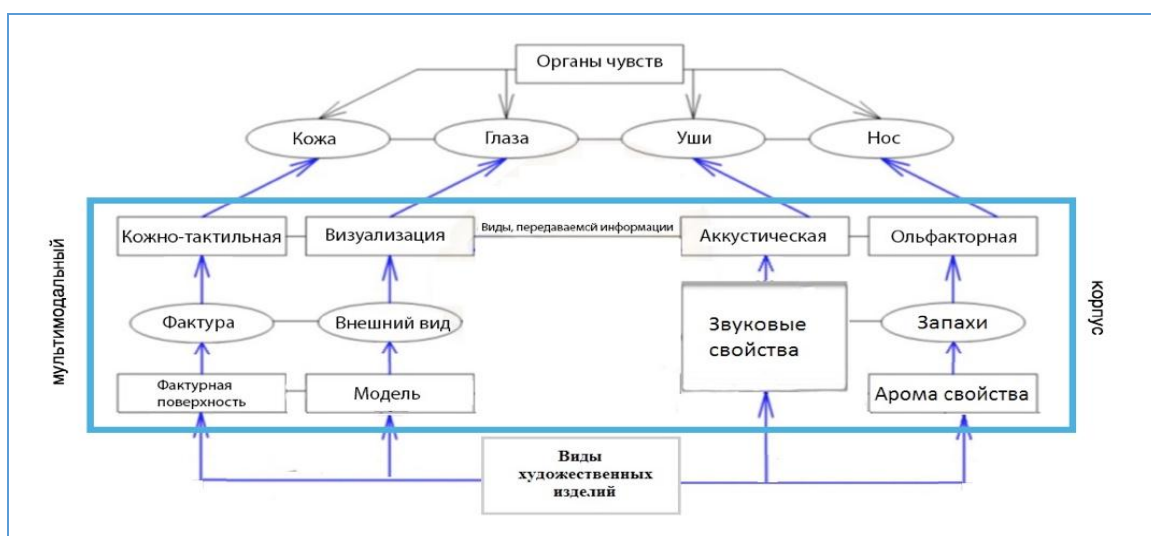 Органы чувств
Кожа
Глаза
Уши
Нос
Кожно-тактильная
Визуализация
Виды, передаваемсй информации
Аккустическая
Ольфакторная
мультимодальный
корпус
Фактура
Внешний вид
Звуковые
свойства
Запахи
Фактурная
поверхность
Модель
Арома свойства
Виды
художественных
изделий